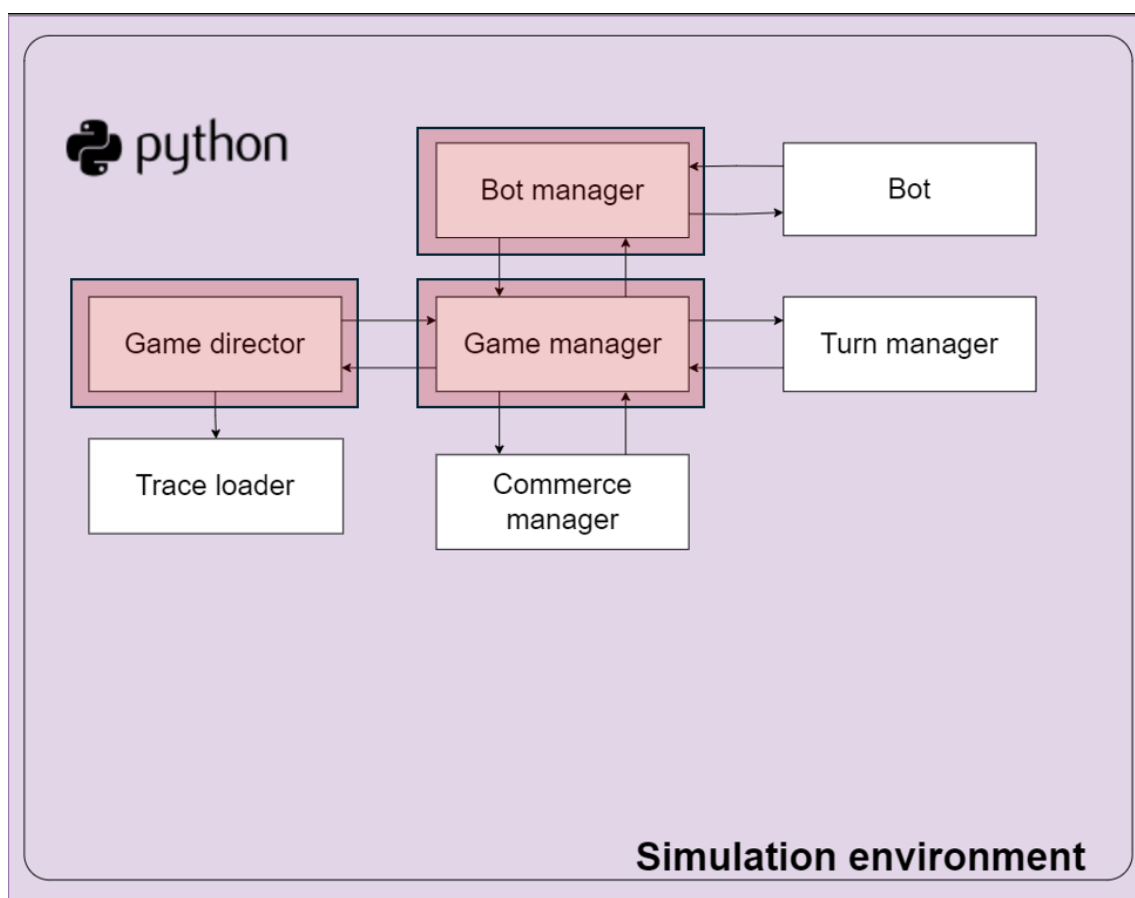 python
Bot manager
Bot
Game director
Game manager
Turn manager
Trace loader
Commerce
manager
Simulation environment